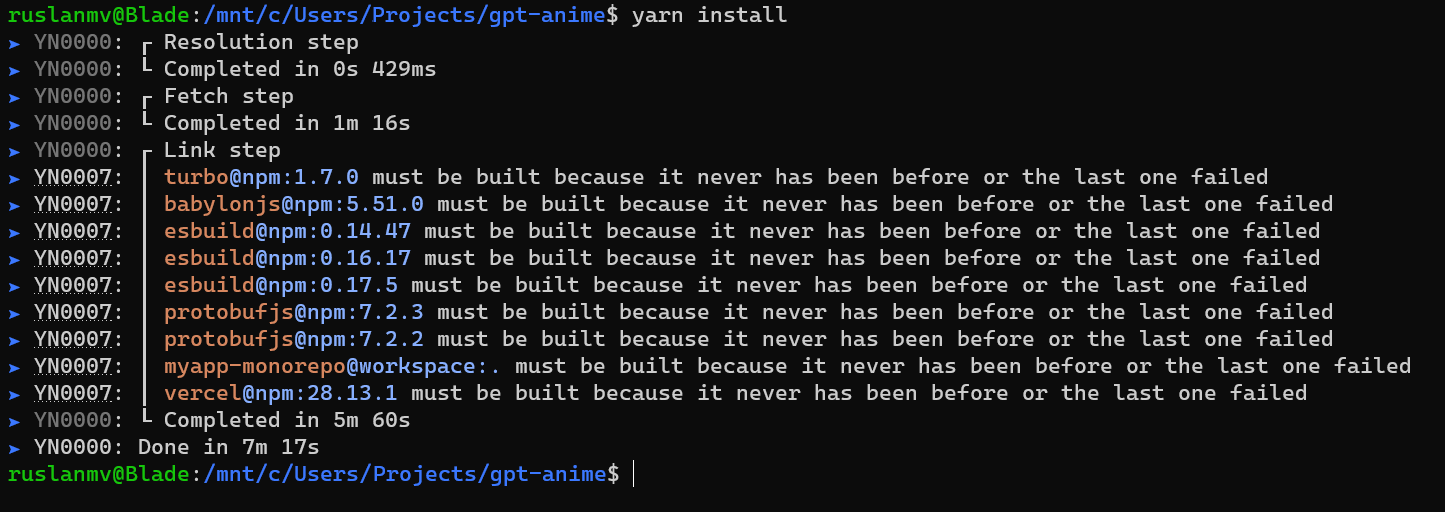 ruslanmv@Blade:/mnt/c/Users/Projects/gpt-anime$ yarn install
➤ YN0000: ┌ Resolution step
➤ YN0000: └ Completed in 0s 429ms
➤ YN0000: ┌ Fetch step
➤ YN0000: └ Completed in 1m 16s
➤ YN0000: ┌ Link step
➤ YN0007: │ turbo@npm:1.7.0 must be built because it never has been before or the last one failed
➤ YN0007: │ babylonjs@npm:5.51.0 must be built because it never has been before or the last one failed
➤ YN0007: │ esbuild@npm:0.14.47 must be built because it never has been before or the last one failed
➤ YN0007: │ esbuild@npm:0.16.17 must be built because it never has been before or the last one failed
➤ YN0007: │ esbuild@npm:0.17.5 must be built because it never has been before or the last one failed
➤ YN0007: │ protobufjs@npm:7.2.3 must be built because it never has been before or the last one failed
➤ YN0007: │ protobufjs@npm:7.2.2 must be built because it never has been before or the last one failed
➤ YN0007: │ myapp-monorepo@workspace:. must be built because it never has been before or the last one failed
➤ YN0007: │ vercel@npm:28.13.1 must be built because it never has been before or the last one failed
➤ YN0000: └ Completed in 5m 60s
➤ YN0000: Done in 7m 17s
ruslanmv@Blade:/mnt/c/Users/Projects/gpt-anime$